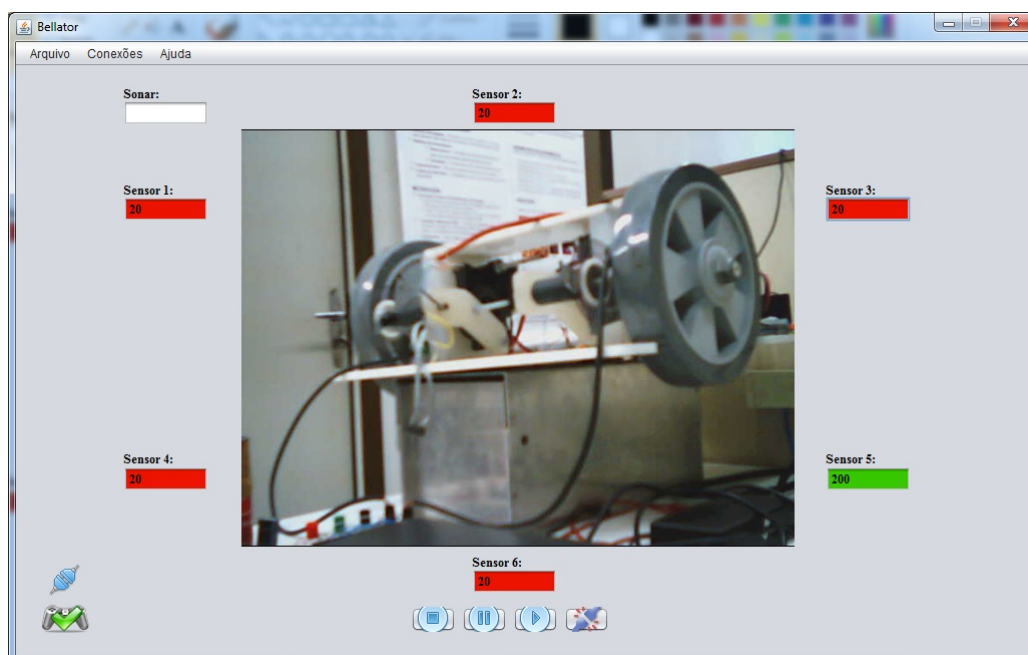 Bellator
Arquivo Conexões Ajuda
Sonar:
Sensor 2:
20
Sensor 1:
20
Sensor 3:
20
Sensor 4:
20
Sensor 5:
200
Sensor 6:
20